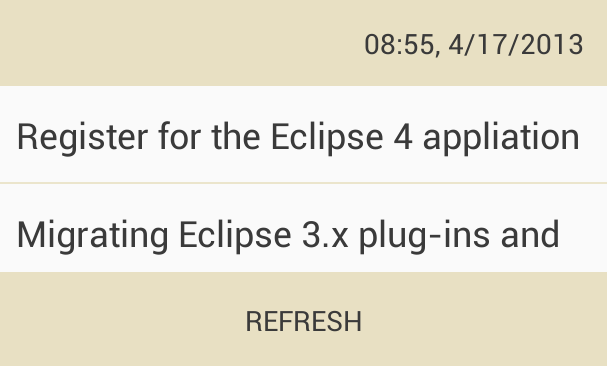 08:55, 4/17/2013
Register for the Eclipse 4 appliation
Migrating Eclipse 3.x plug-ins and
REFRESH